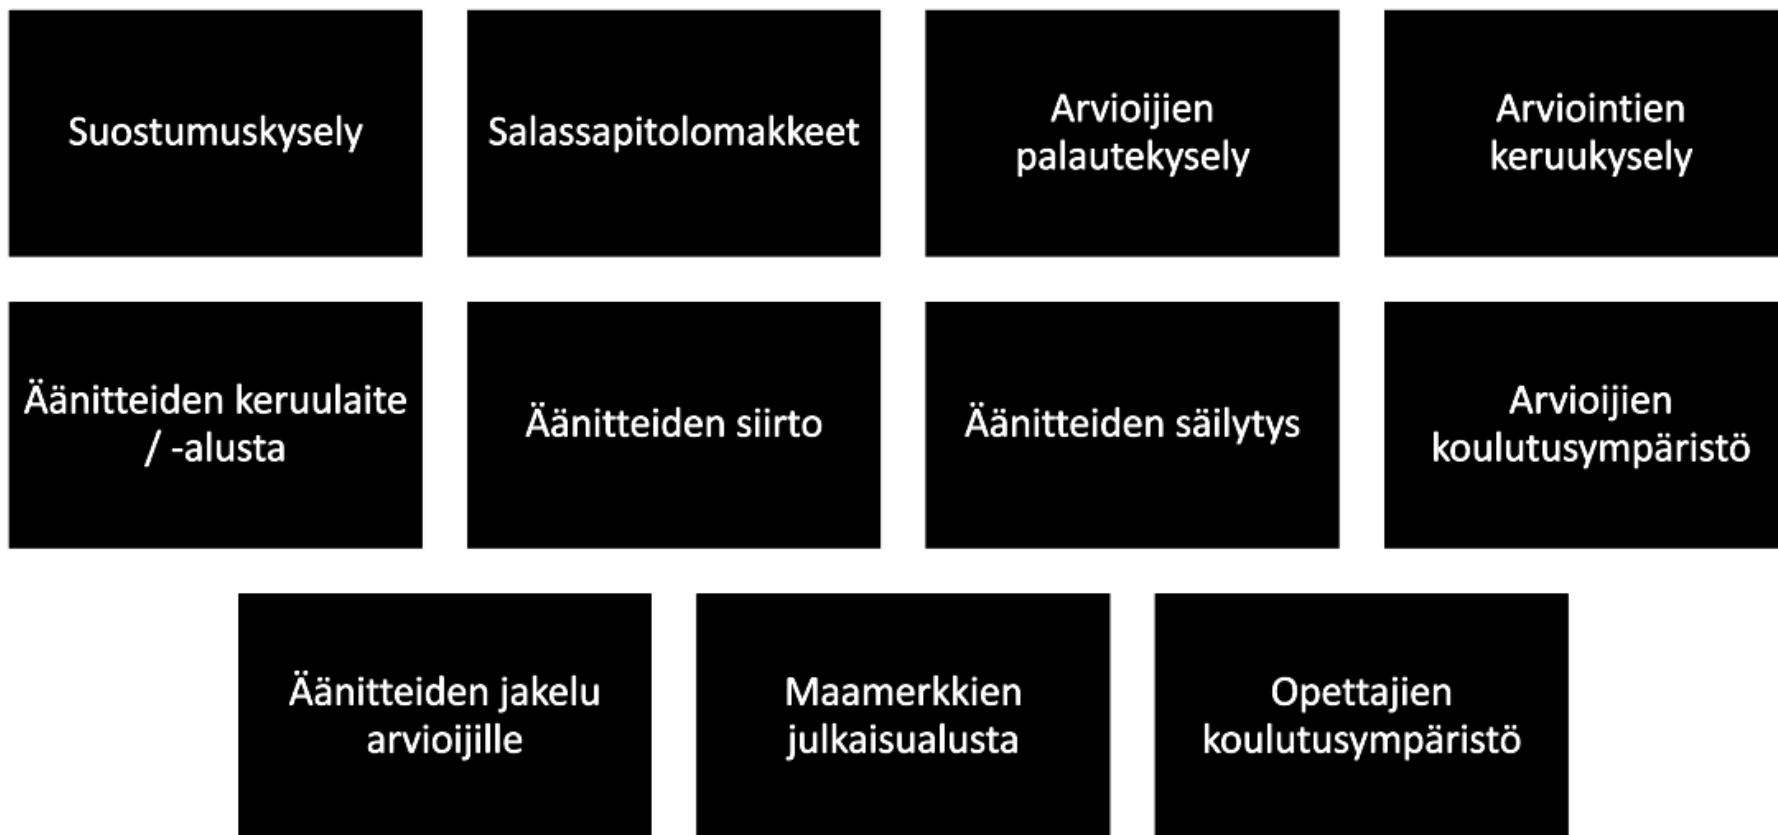 Suostumuskysely
Salassapitolomakkeet
Arvioijien
palautekysely
Arviointien
keruukysely
Äänitteiden keruulaite
/ -alusta
Äänitteiden siirto
Äänitteiden säilytys
Arvioijien
koulutusympäristö
Äänitteiden jakelu
arvioijille
Maamerkkien
julkaisualusta
Opettajien
koulutusympäristö